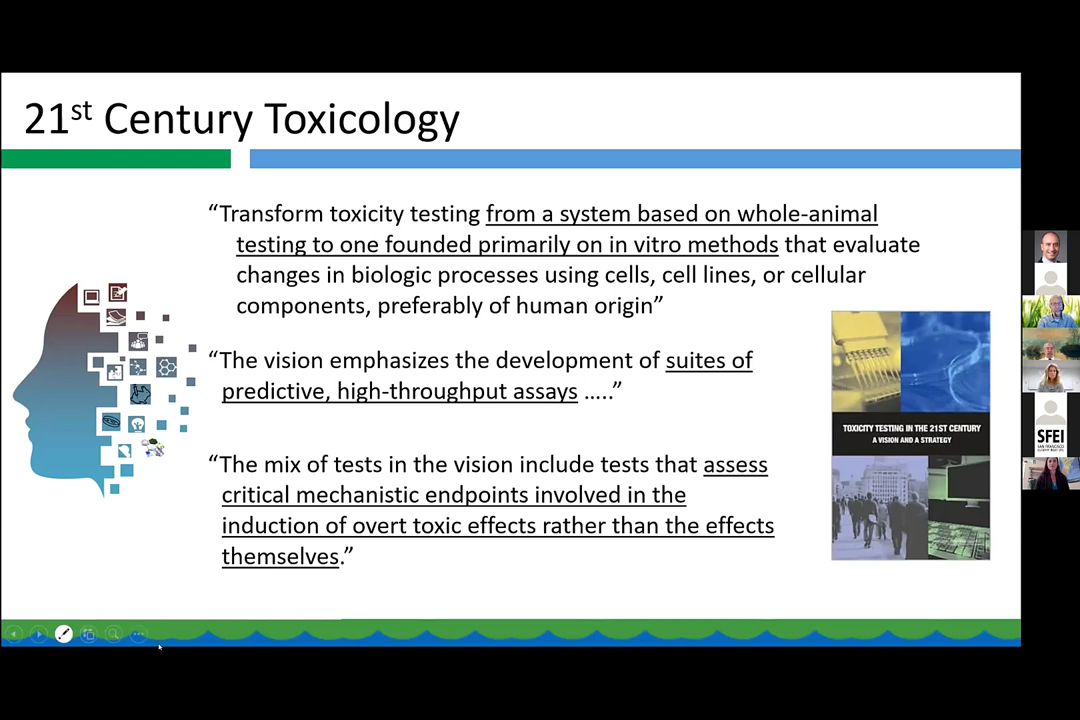 21st Century Toxicology
“Transform toxicity testing from a system based on whole-animal
testing to one founded primarily on in vitro methods that evaluate
changes in biologic processes using cells, cell lines, or cellular
components, preferably of human origin”
“The vision emphasizes the development of suites of
predictive, high-throughput assays …..”
“The mix of tests in the vision include tests that assess
critical mechanistic endpoints involved in the
induction of overt toxic effects rather than the effects
themselves.”
TOXICITY TESTING IN THE 21ST CENTURY
A VISION AND A STRATEGY
SFEI